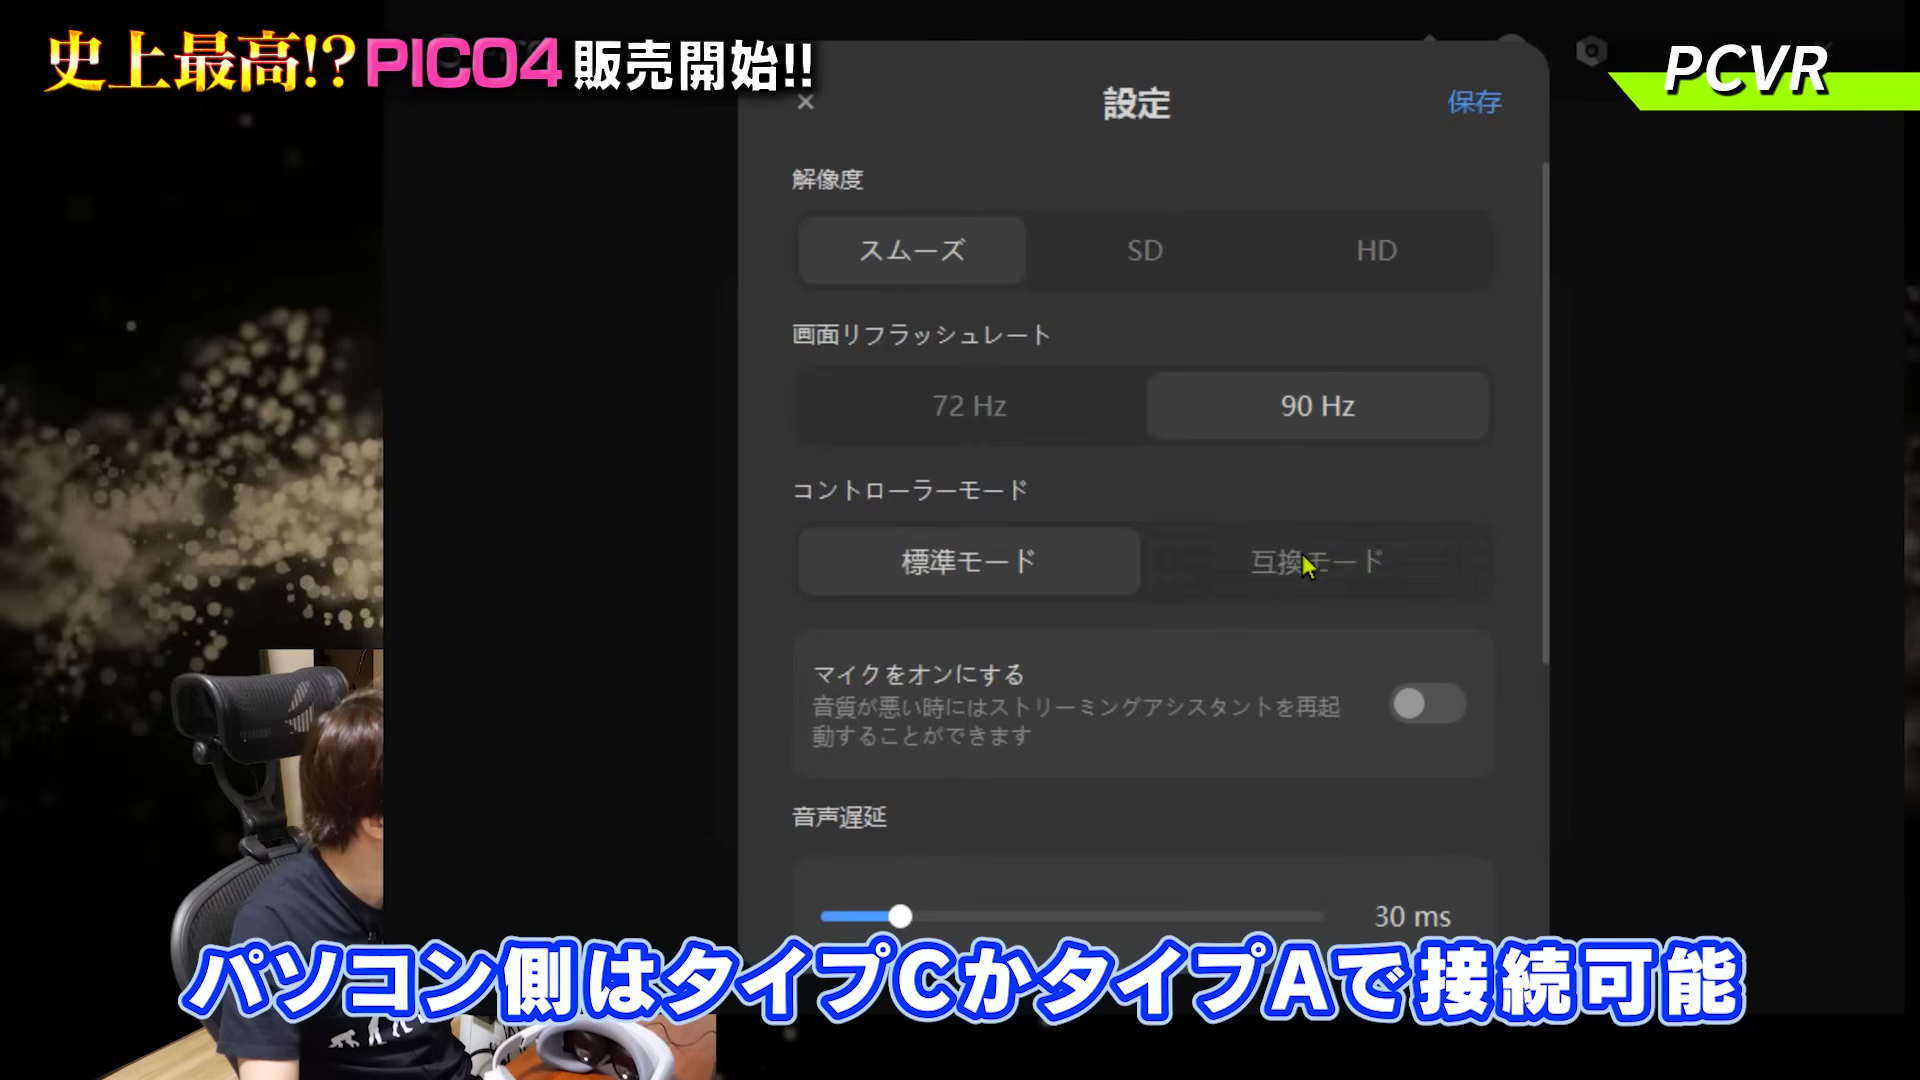 史上最高!?PICO4販売開始!!
PCVR
設定
保存
解像度
スムーズ
SD
HD
画面リフラッシュレート
72 Hz
90 Hz
コントローラーモード
標準モード
互換モード
マイクをオンにする
音質が悪い時にはストリーミングアシスタントを再起
動することができます
音声遅延
30 ms
パソコン側はタイプCかタイプAで接続可能